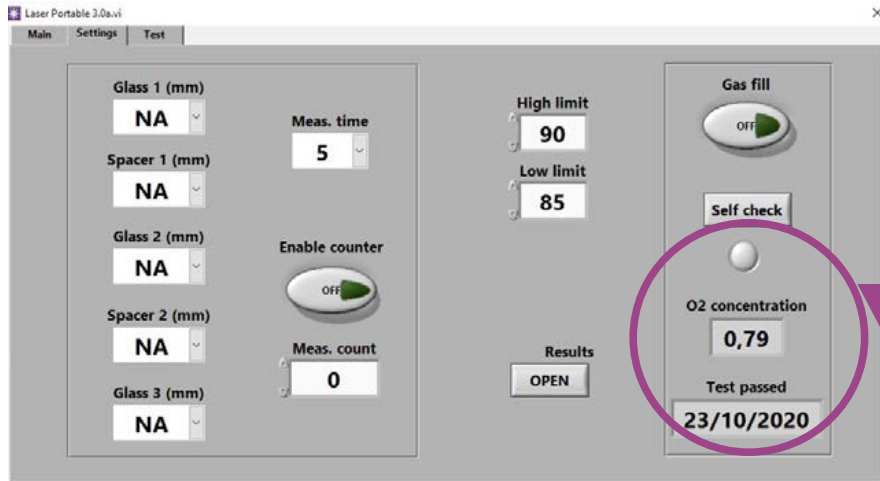 Laser Portable 3.0a.vi
Main Settings Test
Glass 1 (mm)
NA
Spacer 1 (mm)
NA
Glass 2 (mm)
NA
Spacer 2 (mm)
NA
Glass 3 (mm)
NA
Meas. time
5
Enable counter
OFF
Meas. count
0
High limit
90
Low limit
85
Results
OPEN
Gas fill
OFF
Self check
O2 concentration
0,79
Test passed
23/10/2020